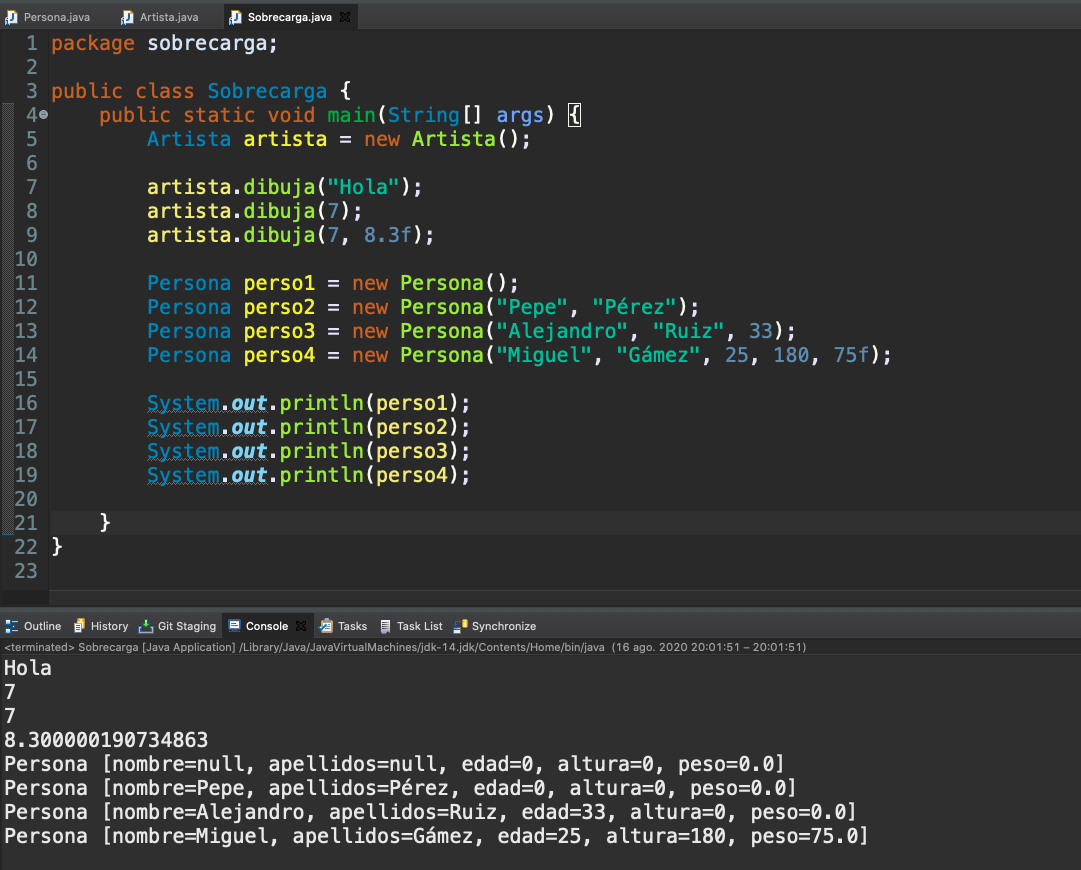 Persona.java Artista.java Sobrecarga.java
1 package sobrecarga;
2
3 public class Sobrecarga {
4 public static void main(String[] args) {
5 Artista artista = new Artista();
6
7 artista.dibuja("Hola");
8 artista.dibuja(7);
9 artista.dibuja(7, 8.3f);
10
11 Persona perso1 = new Persona();
12 Persona perso2 = new Persona("Pepe", "Pérez");
13 Persona perso3 = new Persona("Alejandro", "Ruiz", 33);
14 Persona perso4 = new Persona("Miguel", "Gámez", 25, 180, 75f);
15
16 System.out.println(perso1);
17 System.out.println(perso2);
18 System.out.println(perso3);
19 System.out.println(perso4);
20
21 }
22 }
23
Outline History Git Staging Console Tasks Task List Synchronize
<terminated> Sobrecarga [Java Application] /Library/Java/JavaVirtualMachines/jdk-14.jdk/Contents/Home/bin/java (16 ago. 2020 20:01:51 – 20:01:51)
Hola
7
7
8.300000190734863
Persona [nombre=null, apellidos=null, edad=0, altura=0, peso=0.0]
Persona [nombre=Pepe, apellidos=Pérez, edad=0, altura=0, peso=0.0]
Persona [nombre=Alejandro, apellidos=Ruiz, edad=33, altura=0, peso=0.0]
Persona [nombre=Miguel, apellidos=Gámez, edad=25, altura=180, peso=75.0]